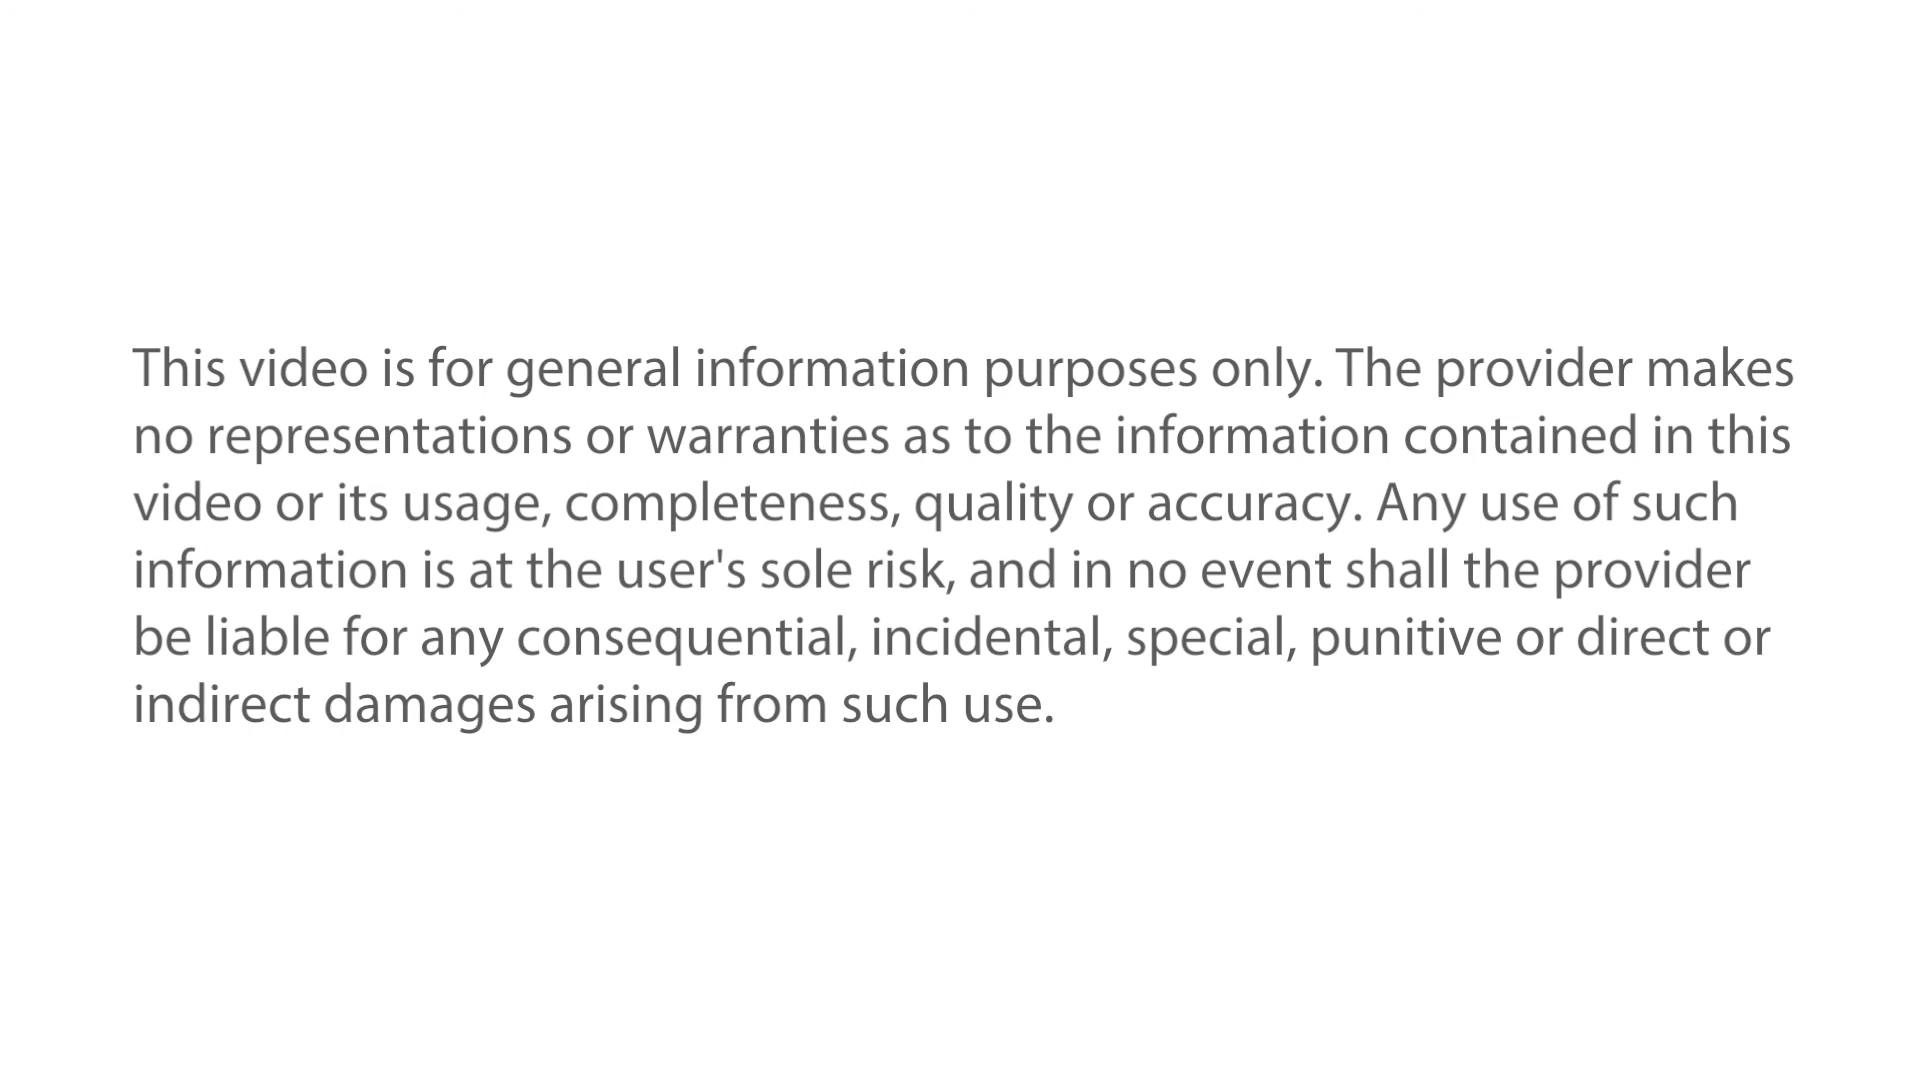 This video is for general information purposes only. The provider makes
no representations or warranties as to the information contained in this
video or its usage, completeness, quality or accuracy. Any use of such
information is at the user's sole risk, and in no event shall the provider
be liable for any consequential, incidental, special, punitive or direct or
indirect damages arising from such use.